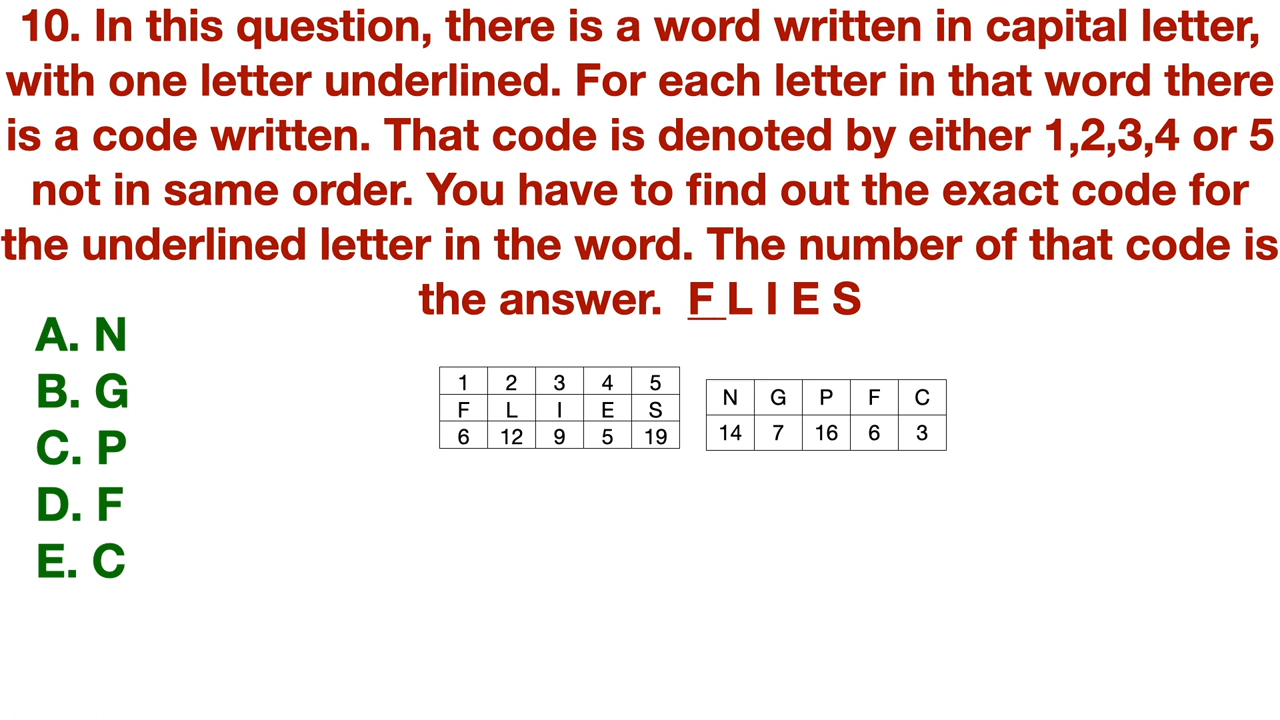 10. In this question, there is a word written in capital letter,
with one letter underlined. For each letter in that word there
is a code written. That code is denoted by either 1,2,3,4 or 5
not in same order. You have to find out the exact code for
the underlined letter in the word. The number of that code is
the answer. F L I E S
A. N
B. G
C. P
D. F
E. C
1 2 3 4 5
F L I E S
6 12 9 5 19
N G P F C
14 7 16 6 3